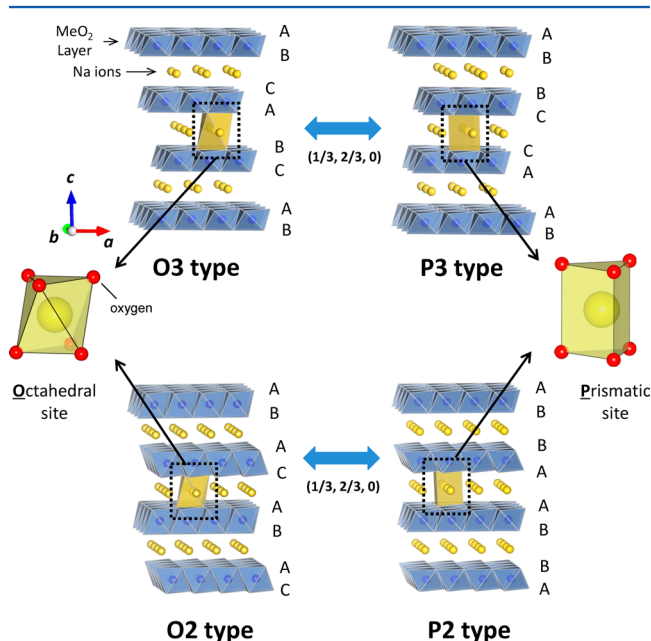 MeO2
Layer
Na ions
A
B
C
A
B
C
A
B
O3 type
(1/3, 2/3, 0)
A
B
B
C
C
A
A
B
P3 type
c
b
a
oxygen
Octahedral
site
Prismatic
site
A
B
A
C
A
B
A
C
O2 type
(1/3, 2/3, 0)
A
B
B
A
A
B
B
A
P2 type